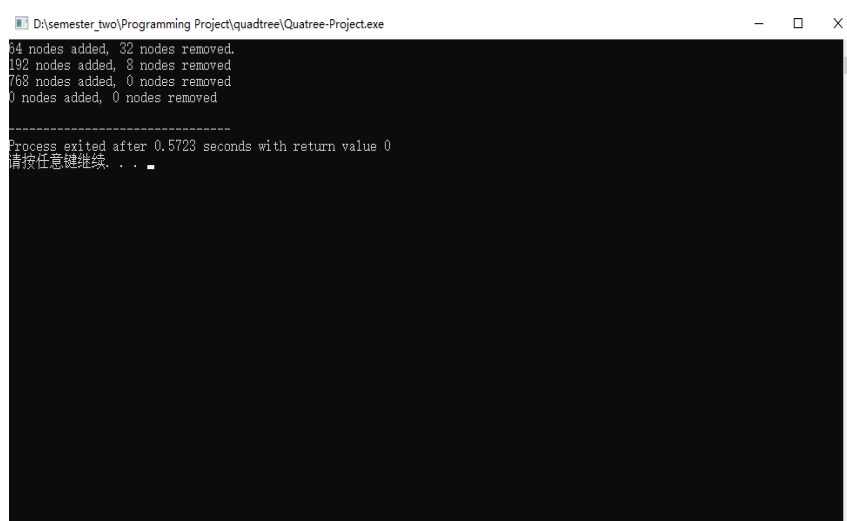 D:\semester_two\Programming Project\quadtree\Quatree-Project.exe
64 nodes added, 32 nodes removed.
192 nodes added, 8 nodes removed
768 nodes added, 0 nodes removed
0 nodes added, 0 nodes removed
--------------------------------
Process exited after 0.5723 seconds with return value 0
请按任意键继续. . .